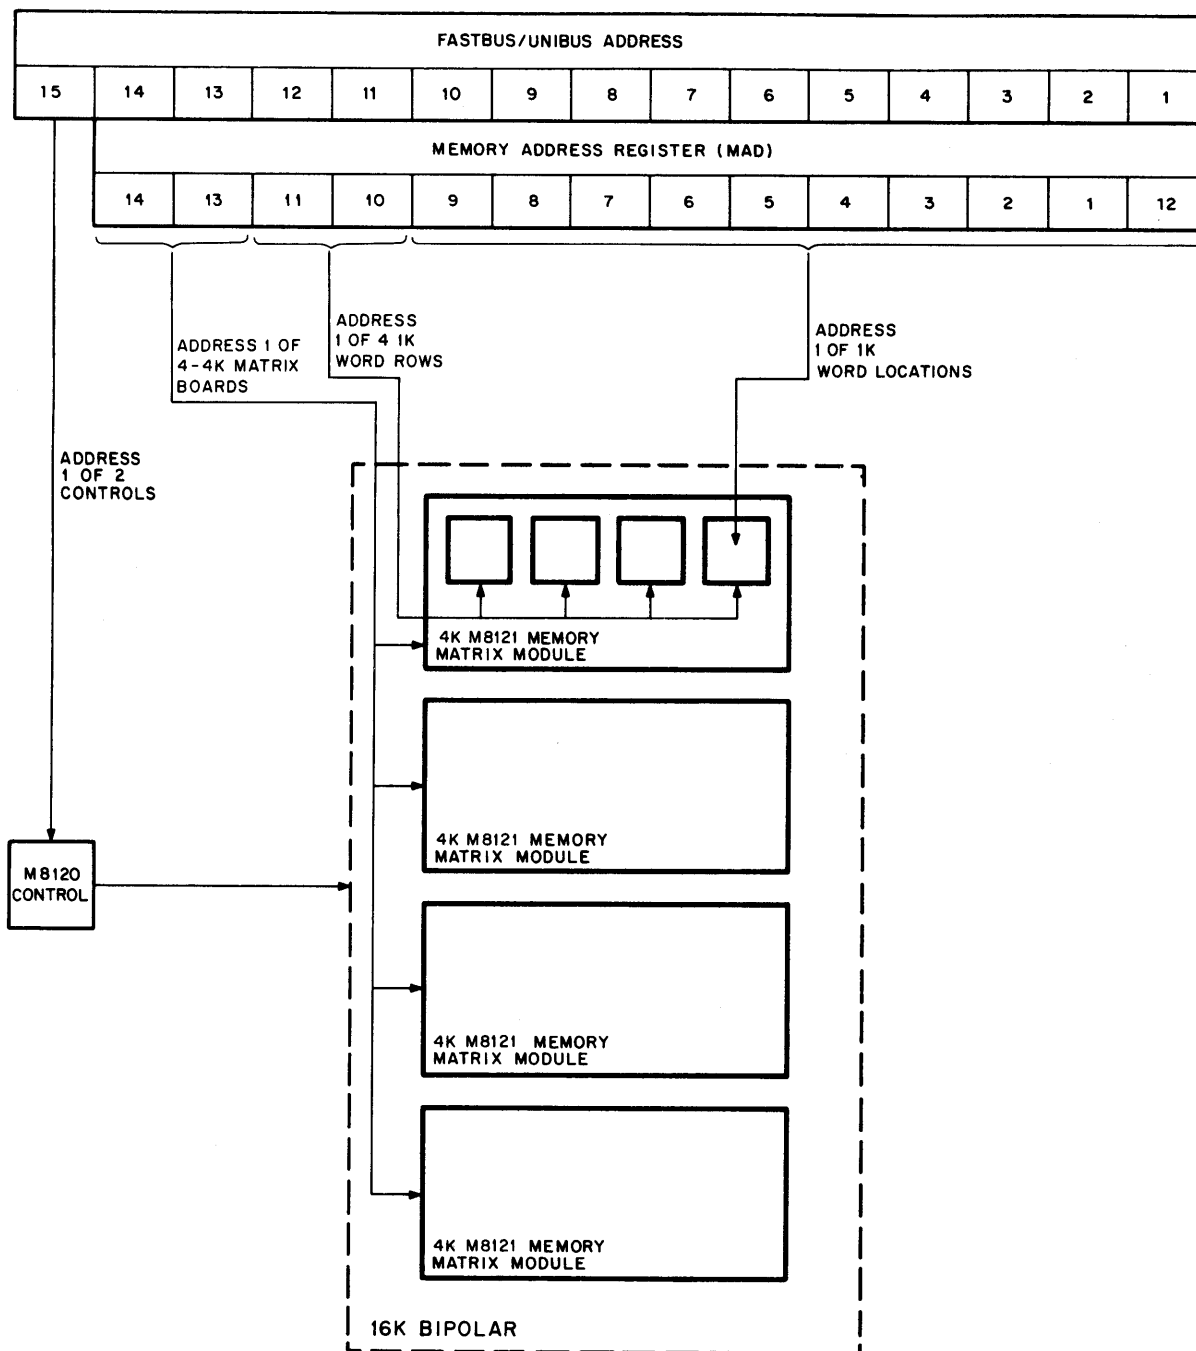 FASTBUS/UNIBUS ADDRESS
15 14 13 12 11 10 9 8 7 6 5 4 3 2 1
MEMORY ADDRESS REGISTER (MAD)
14 13 11 10 9 8 7 6 5 4 3 2 1 12
ADDRESS 1 OF
4-4K MATRIX
BOARDS
ADDRESS
1 OF 4 1K
WORD ROWS
ADDRESS
1 OF 1K
WORD LOCATIONS
ADDRESS
1 OF 2
CONTROLS
4K M8121 MEMORY
MATRIX MODULE
4K M8121 MEMORY
MATRIX MODULE
M8120
CONTROL
4K M8121 MEMORY
MATRIX MODULE
4K M8121 MEMORY
MATRIX MODULE
16K BIPOLAR